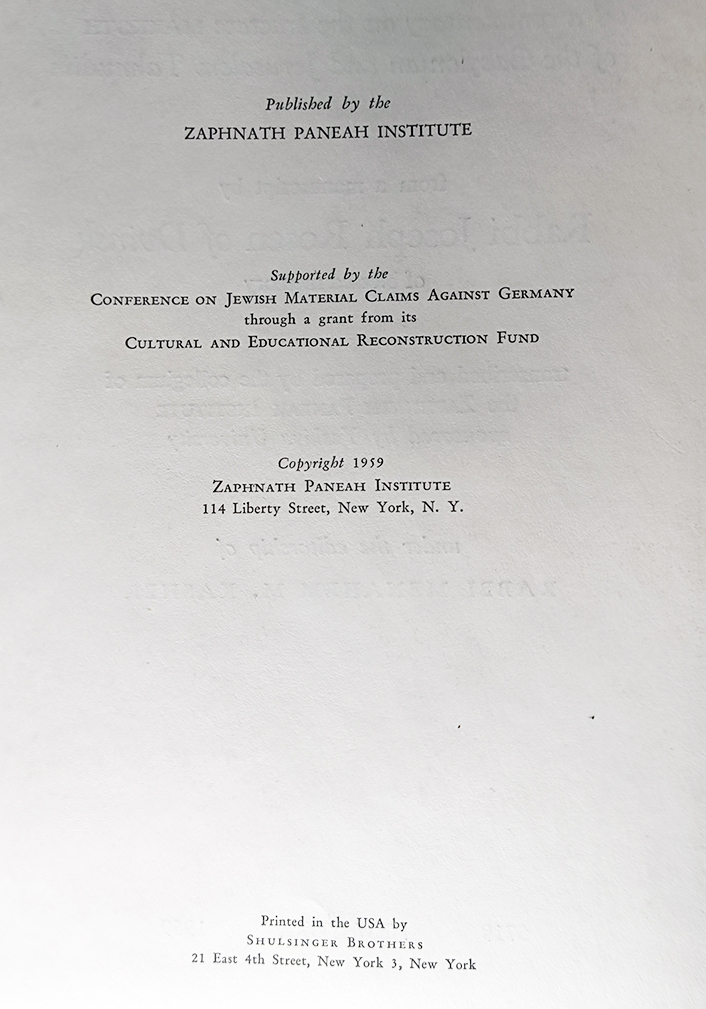 Published by the
ZAPHNATH PANEAH INSTITUTE
Supported by the
CONFERENCE ON JEWISH MATERIAL CLAIMS AGAINST GERMANY
through a grant from its
CULTURAL AND EDUCATIONAL RECONSTRUCTION FUND
Copyright 1959
ZAPHNATH PANEAH INSTITUTE
114 Liberty Street, New York, N. Y.
Printed in the USA by
SHULSINGER BROTHERS
21 East 4th Street, New York 3, New York